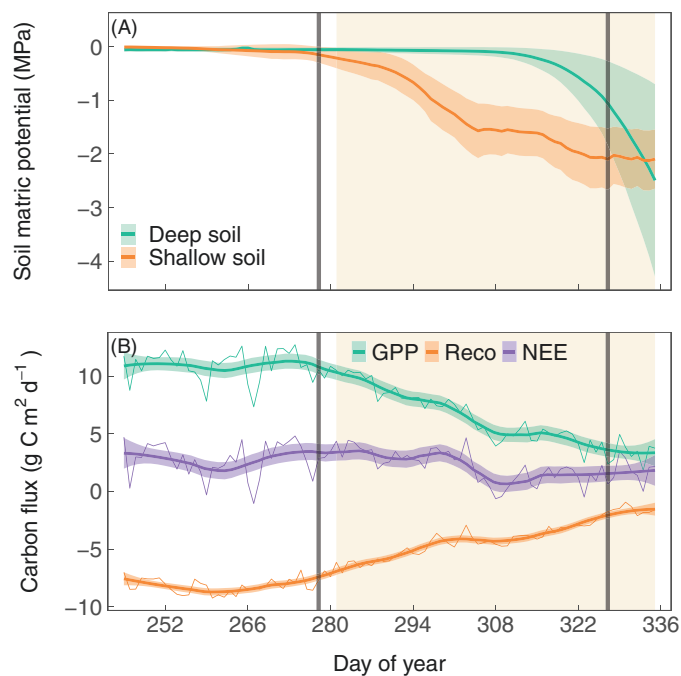 (A)
Soil matric potential (MPa)
0
−1
−2
−3
−4
Deep soil
Shallow soil
(B)
GPP Reco NEE
Carbon flux (g C m² d⁻¹)
10
5
0
−5
−10
252 266 280 294 308 322 336
Day of year